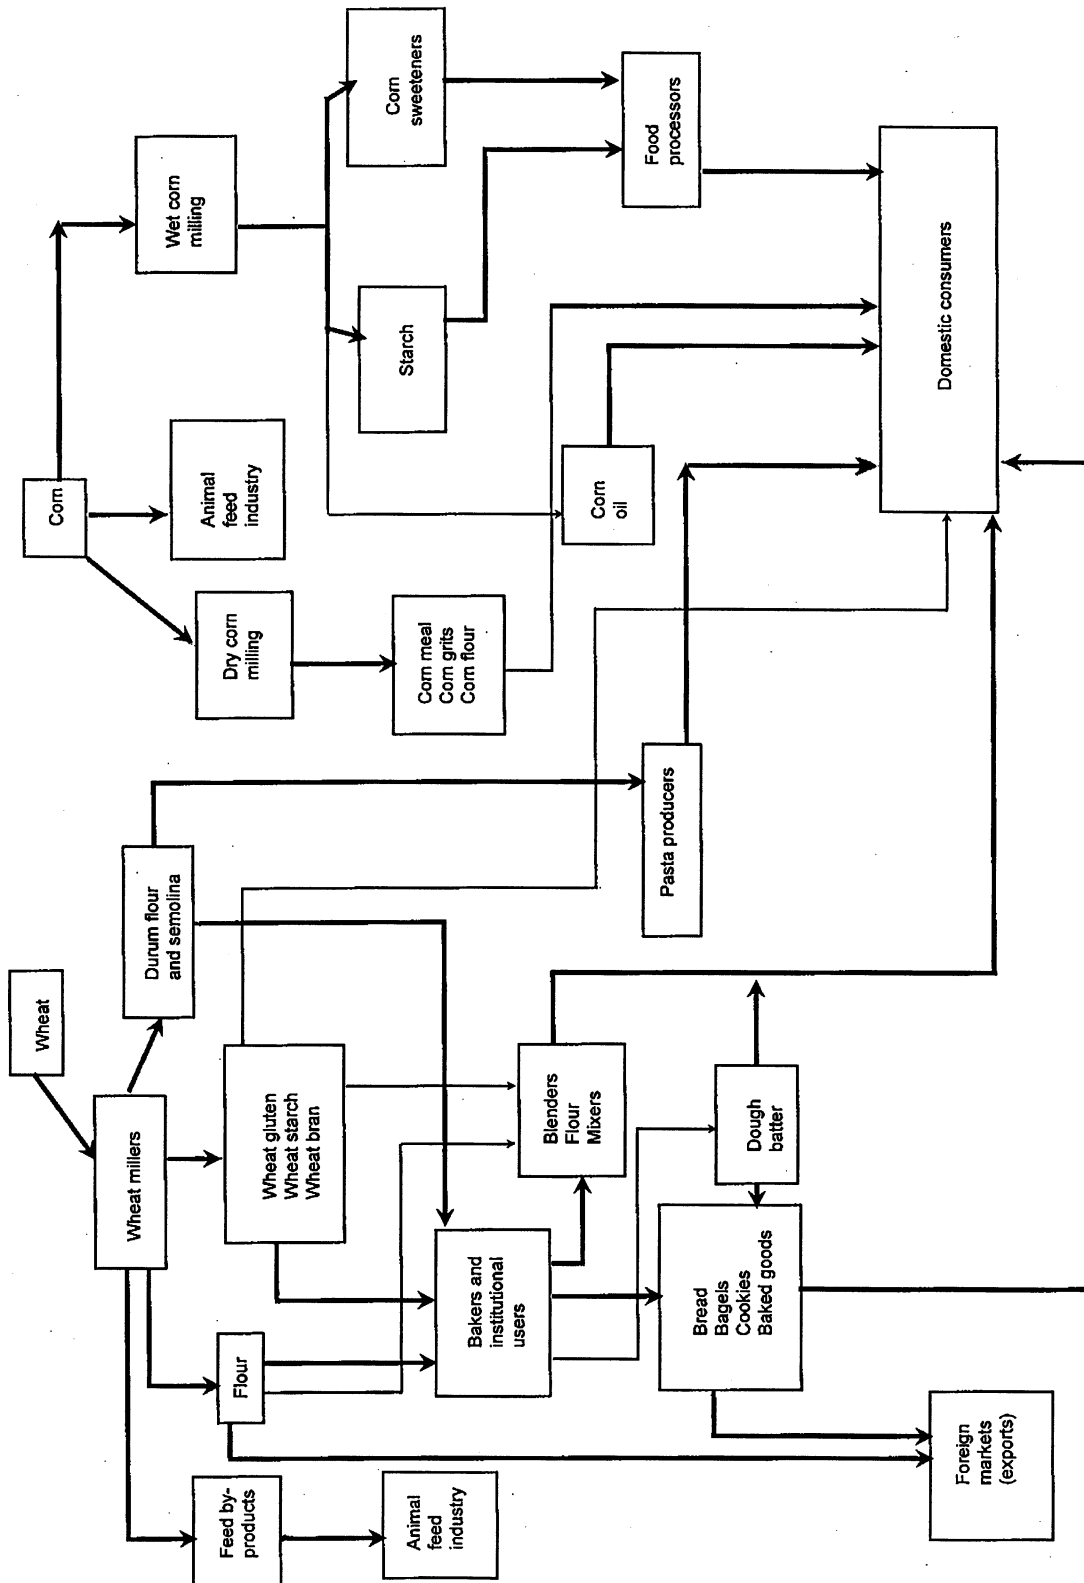 Wheat
Corn
Wheat millers
Durum flour
and semolina
Dry corn
milling
Animal
feed
industry
Wet corn
milling
Feed by-
products
Flour
Wheat gluten
Wheat starch
Wheat bran
Corn meal
Corn grits
Corn flour
Starch
Corn
sweeteners
Animal
feed
industry
Bakers and
institutional
users
Blenders
Flour
Mixers
Corn
oil
Food
processors
Pasta producers
Bread
Bagels
Cookies
Baked goods
Dough
batter
Foreign
markets
(exports)
Domestic consumers